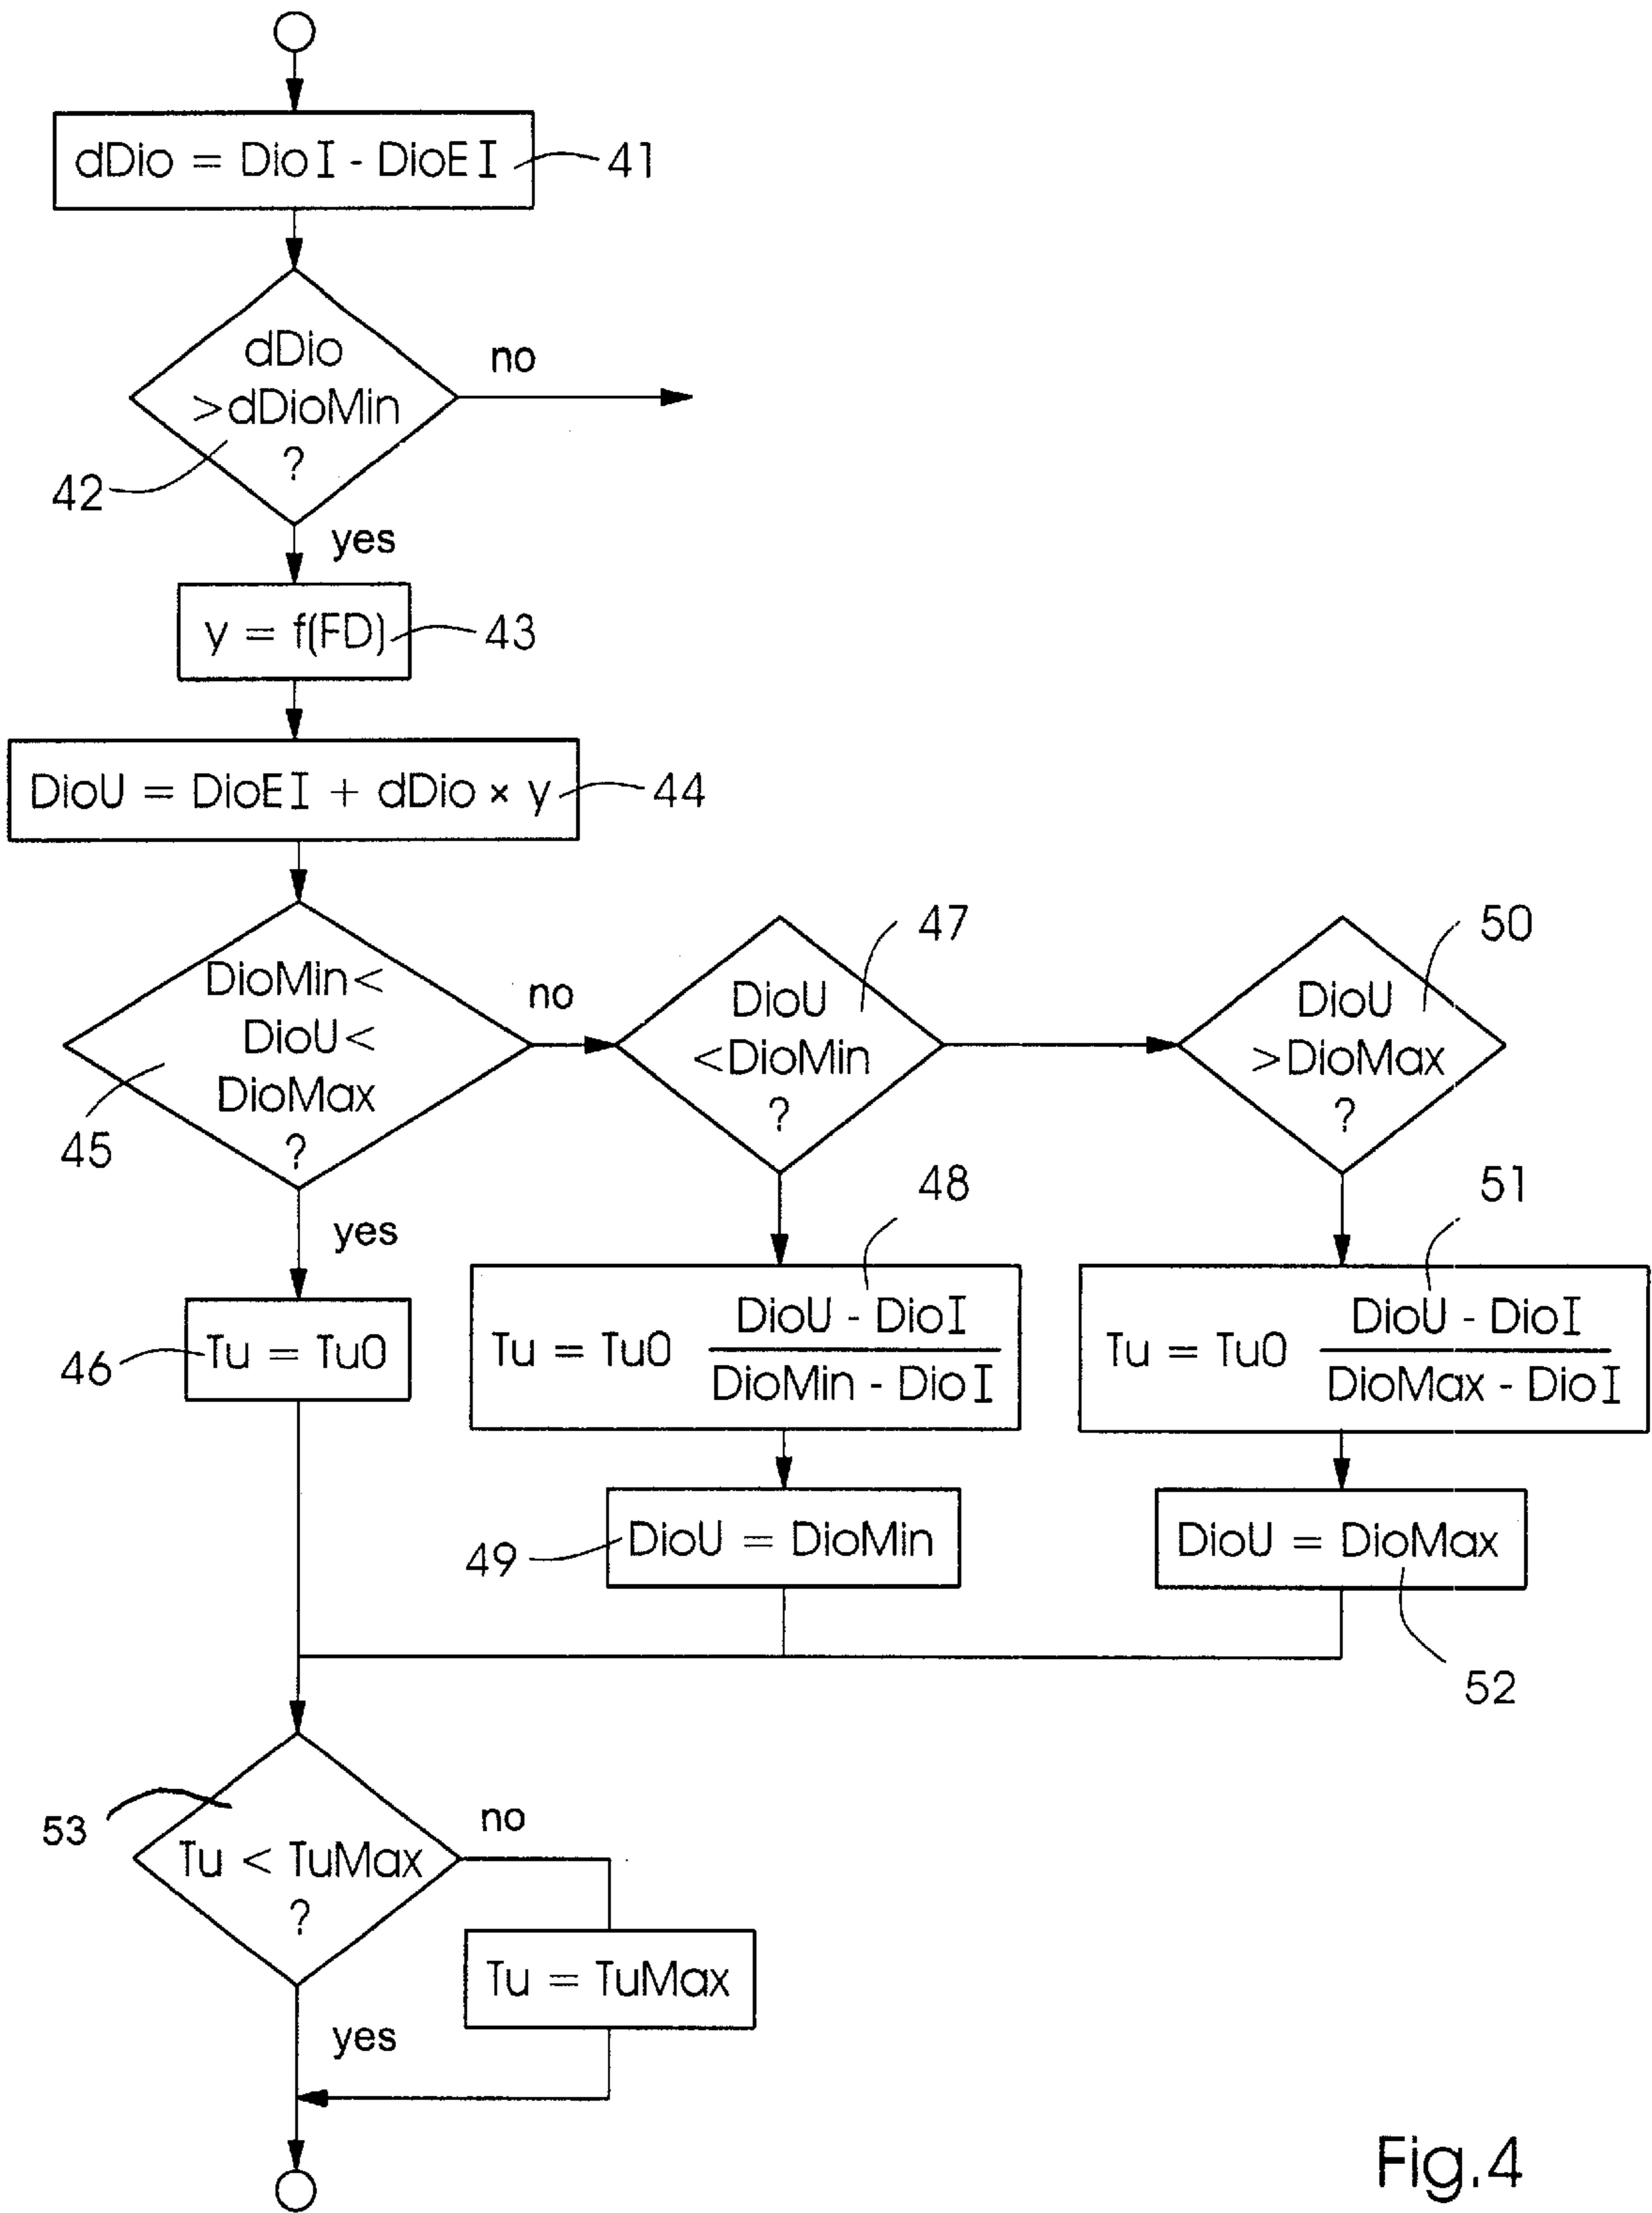 dDio = DioI - DioEI
41
dDio
>dDioMin
?
no
42
yes
y = f(FD)
43
DioU = DioEI + dDio × y
44
DioMin<
DioU<
DioMax
?
45
no
DioU
<DioMin
?
47
DioU
>DioMax
?
50
yes
48
51
Tu = Tu0
46
Tu = Tu0 DioU - DioI
DioMin - DioI
Tu = Tu0 DioU - DioI
DioMax - DioI
DioU = DioMin
49
DioU = DioMax
52
53
Tu < TuMax
?
no
Tu = TuMax
yes
Fig.4